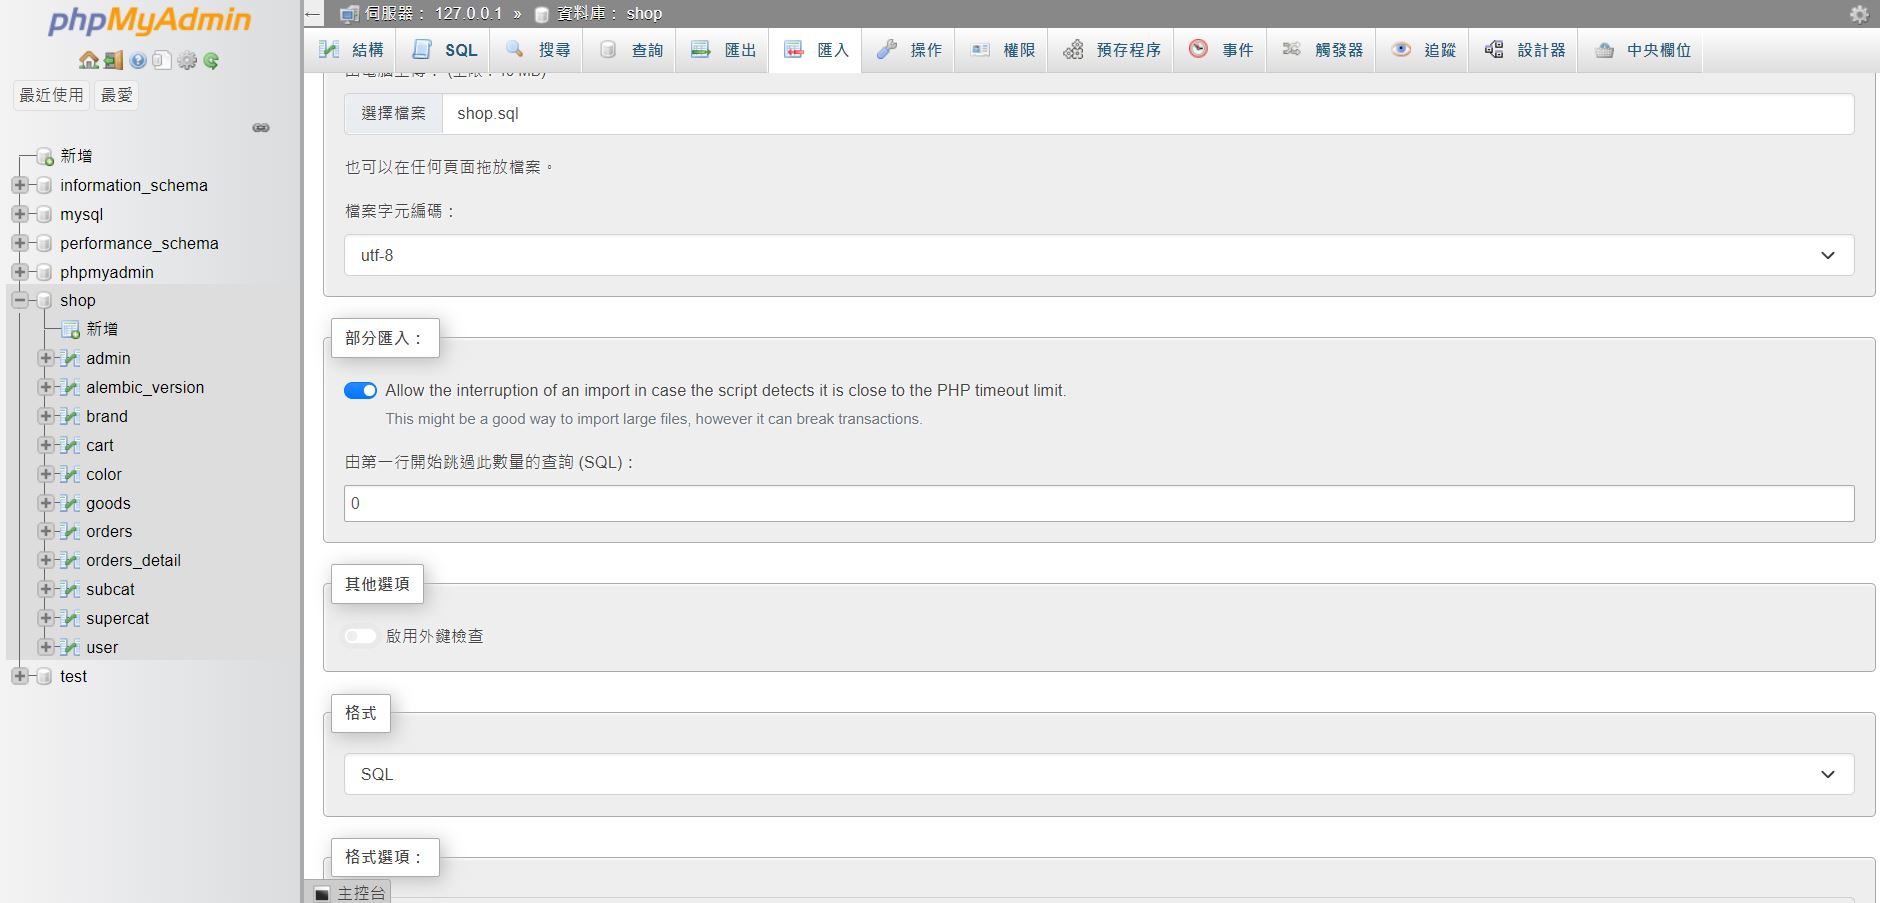 phpMyAdmin
最近使用 最愛
新增
information_schema
mysql
performance_schema
phpmyadmin
shop
新增
admin
alembic_version
brand
cart
color
goods
orders
orders_detail
subcat
supercat
user
test
伺服器： 127.0.0.1 » 資料庫： shop
結構 SQL 搜尋 查詢 匯出 匯入 操作 權限 預存程序 事件 觸發器 追蹤 設計器 中央欄位
選擇檔案 shop.sql
也可以在任何頁面拖放檔案。
檔案字元編碼：
utf-8
部分匯入：
Allow the interruption of an import in case the script detects it is close to the PHP timeout limit.
This might be a good way to import large files, however it can break transactions.
由第一行開始跳過此數量的查詢 (SQL)：
0
其他選項
啟用外鍵檢查
格式
SQL
格式選項：
主控台